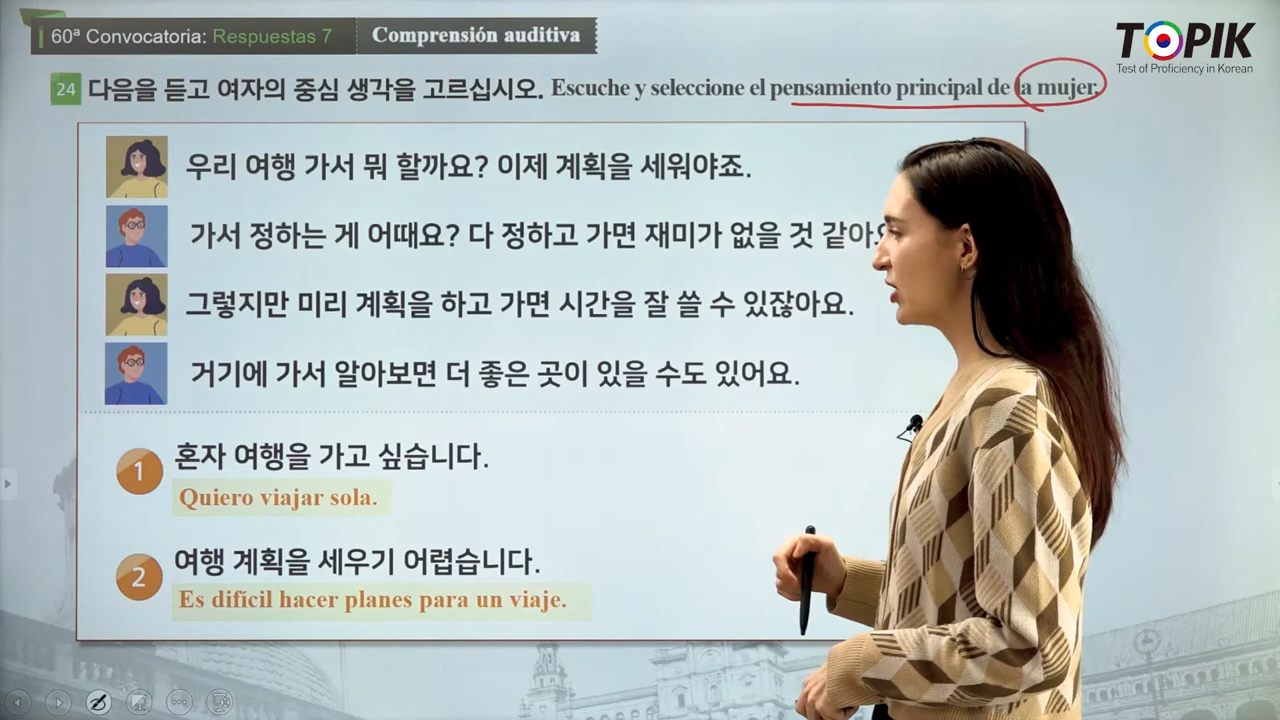 60ª Convocatoria: Respuestas 7 Comprensión auditiva
TOPIK
Test of Proficiency in Korean
24 다음을 듣고 여자의 중심 생각을 고르십시오. Escuche y seleccione el pensamiento principal de la mujer.
우리 여행 가서 뭐 할까요? 이제 계획을 세워야죠.
가서 정하는 게 어때요? 다 정하고 가면 재미가 없을 것
그렇지만 미리 계획을 하고 가면 시간을 잘 쓸 수 있잖아요.
거기에 가서 알아보면 더 좋은 곳이 있을 수도 있어요.
1 혼자 여행을 가고 싶습니다.
Quiero viajar sola.
2 여행 계획을 세우기 어렵습니다.
Es difícil hacer planes para un viaje.